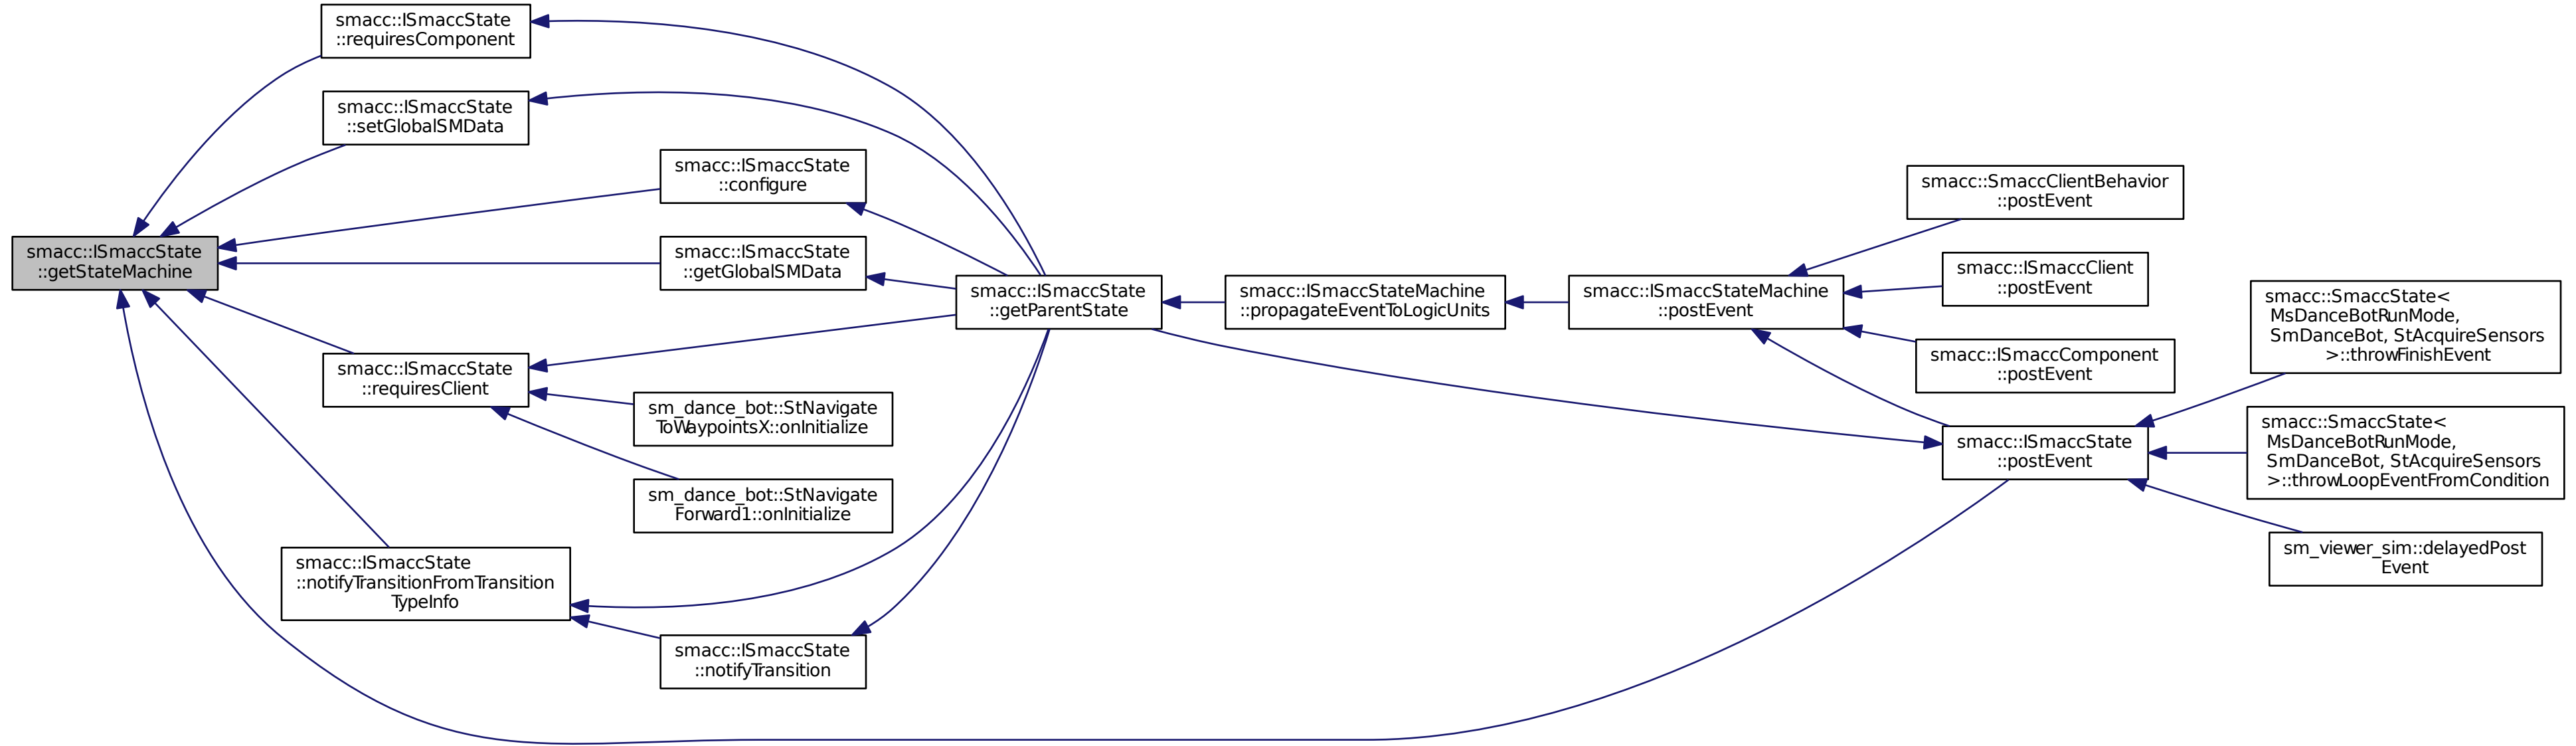 smacc::ISmaccState
::requiresComponent
smacc::ISmaccState
::setGlobalSMData
smacc::ISmaccState
::configure
smacc::ISmaccState
::getStateMachine
smacc::ISmaccState
::getGlobalSMData
smacc::ISmaccState
::getParentState
smacc::ISmaccStateMachine
::propagateEventToLogicUnits
smacc::ISmaccStateMachine
::postEvent
smacc::SmaccClientBehavior
::postEvent
smacc::ISmaccClient
::postEvent
smacc::ISmaccComponent
::postEvent
smacc::SmaccState<
MsDanceBotRunMode,
SmDanceBot, StAcquireSensors
>::throwFinishEvent
smacc::ISmaccState
::requiresClient
sm_dance_bot::StNavigate
ToWaypointsX::onInitialize
sm_dance_bot::StNavigate
Forward1::onInitialize
smacc::ISmaccState
::postEvent
smacc::SmaccState<
MsDanceBotRunMode,
SmDanceBot, StAcquireSensors
>::throwLoopEventFromCondition
sm_viewer_sim::delayedPost
Event
smacc::ISmaccState
::notifyTransitionFromTransition
TypeInfo
smacc::ISmaccState
::notifyTransition